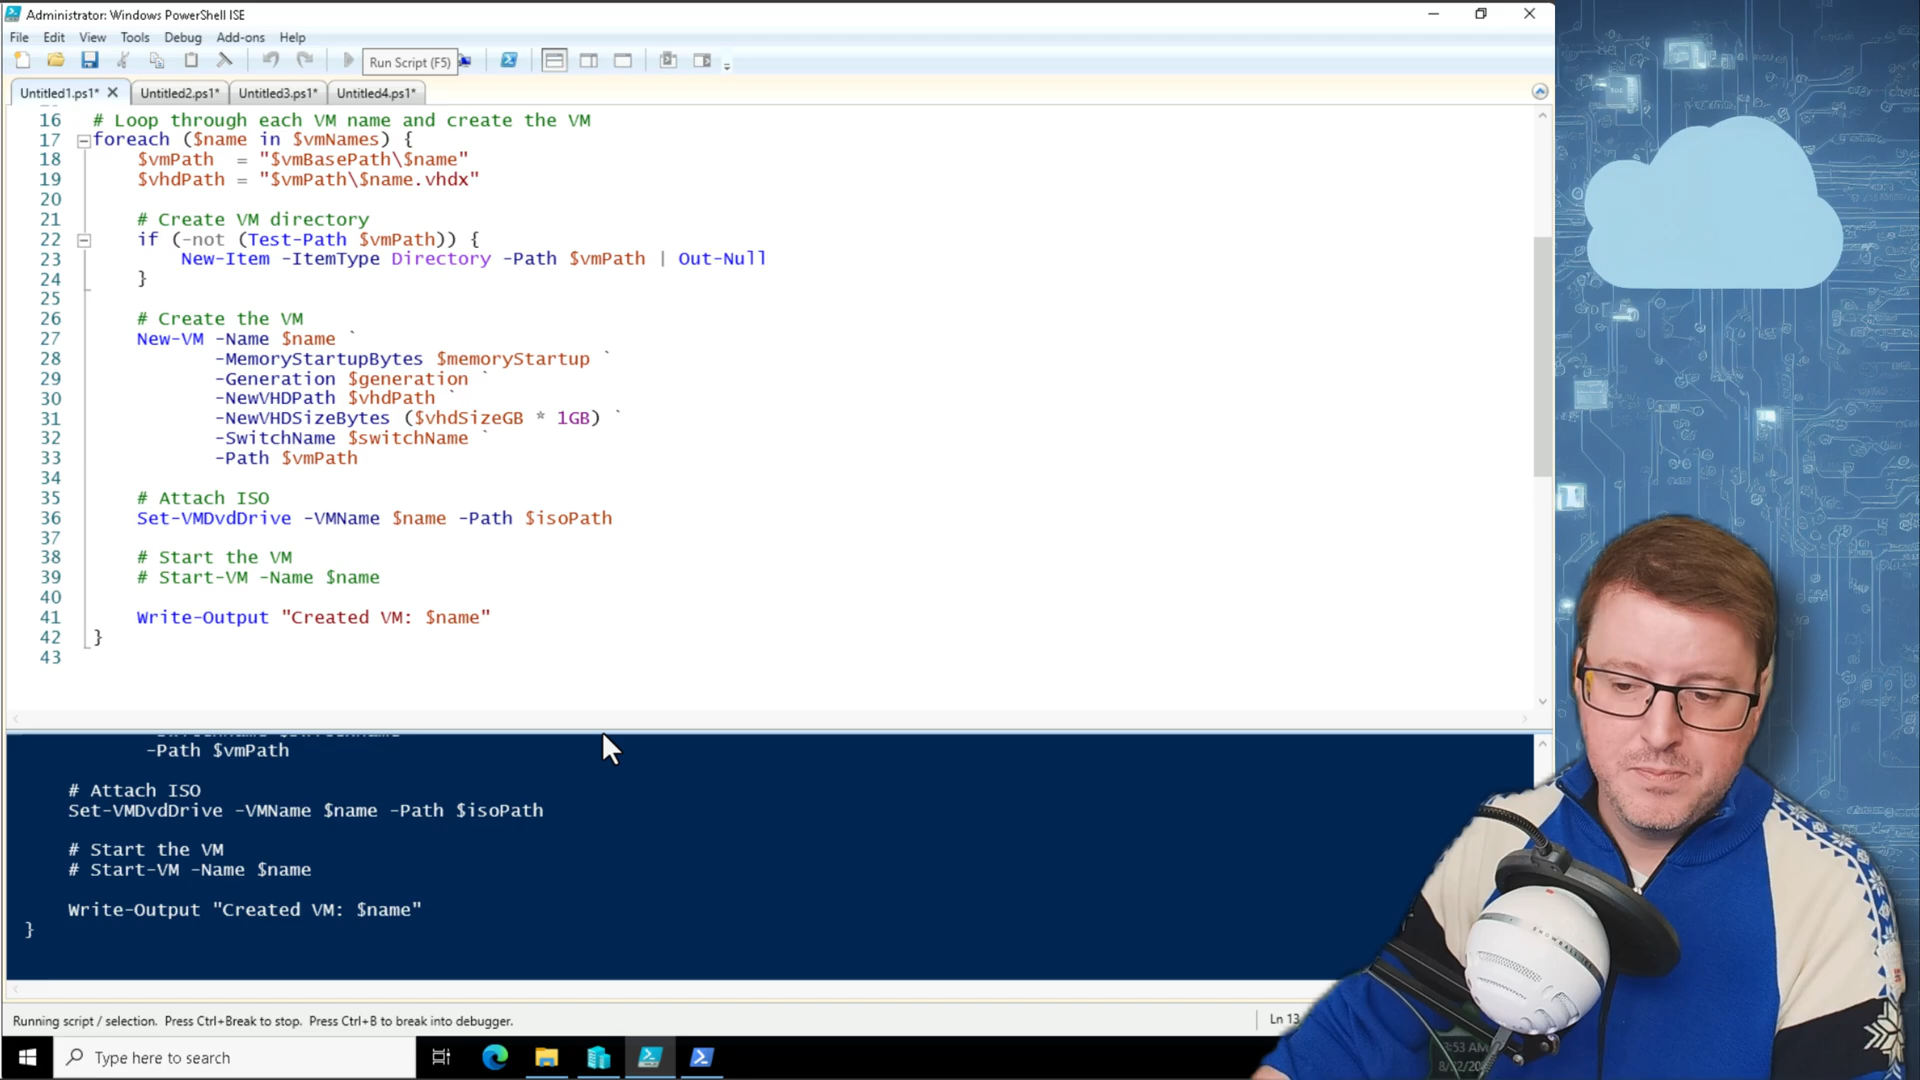 Administrator: Windows PowerShell ISE
File Edit View Tools Debug Add-ons Help
Run Script (F5)
Untitled1.ps1* Untitled2.ps1* Untitled3.ps1* Untitled4.ps1*
16 # Loop through each VM name and create the VM
17 foreach ($name in $vmNames) {
18 $vmPath = "$vmBasePath\$name"
19 $vhdPath = "$vmPath\$name.vhdx"
20
21 # Create VM directory
22 if (-not (Test-Path $vmPath)) {
23 New-Item -ItemType Directory -Path $vmPath | Out-Null
24 }
25
26 # Create the VM
27 New-VM -Name $name `
28 -MemoryStartupBytes $memoryStartup `
29 -Generation $generation `
30 -NewVHDPath $vhdPath `
31 -NewVHDSizeBytes ($vhdSizeGB * 1GB) `
32 -SwitchName $switchName `
33 -Path $vmPath
34
35 # Attach ISO
36 Set-VMDvdDrive -VMName $name -Path $isoPath
37
38 # Start the VM
39 # Start-VM -Name $name
40
41 Write-Output "Created VM: $name"
42 }
43
-Path $vmPath
# Attach ISO
Set-VMDvdDrive -VMName $name -Path $isoPath
# Start the VM
# Start-VM -Name $name
Write-Output "Created VM: $name"
}
Running script / selection. Press Ctrl+Break to stop. Press Ctrl+B to break into debugger.
Ln 13
Type here to search
3:53 AM
SNOWBALL